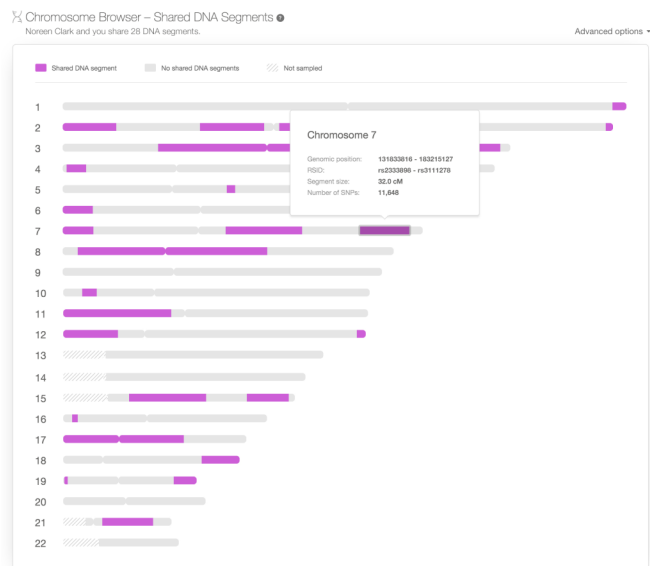 Chromosome Browser – Shared DNA Segments ?
Noreen Clark and you share 28 DNA segments.
Advanced options
Shared DNA segment No shared DNA segments Not sampled
1
2
3
4
5
6
7
8
9
10
11
12
13
14
15
16
17
18
19
20
21
22
Chromosome 7
Genomic position: 131833816 - 183215127
RSID: rs2333898 - rs3111278
Segment size: 32.0 cM
Number of SNPs: 11,648